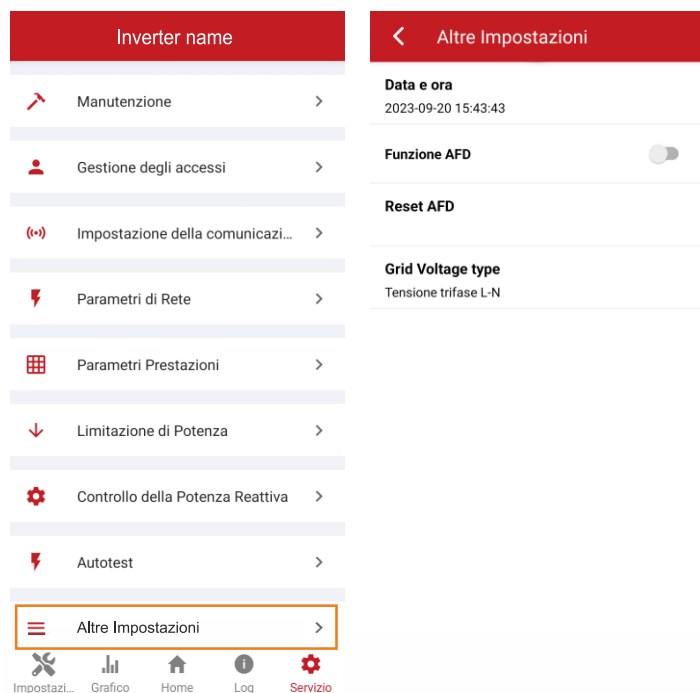 Inverter name
Manutenzione
Gestione degli accessi
Impostazione della comunicazi...
Parametri di Rete
Parametri Prestazioni
Limitazione di Potenza
Controllo della Potenza Reattiva
Autotest
Altre Impostazioni
Impostazi...
Grafico
Home
Log
Servizio
Altre Impostazioni
Data e ora
2023-09-20 15:43:43
Funzione AFD
Reset AFD
Grid Voltage type
Tensione trifase L-N